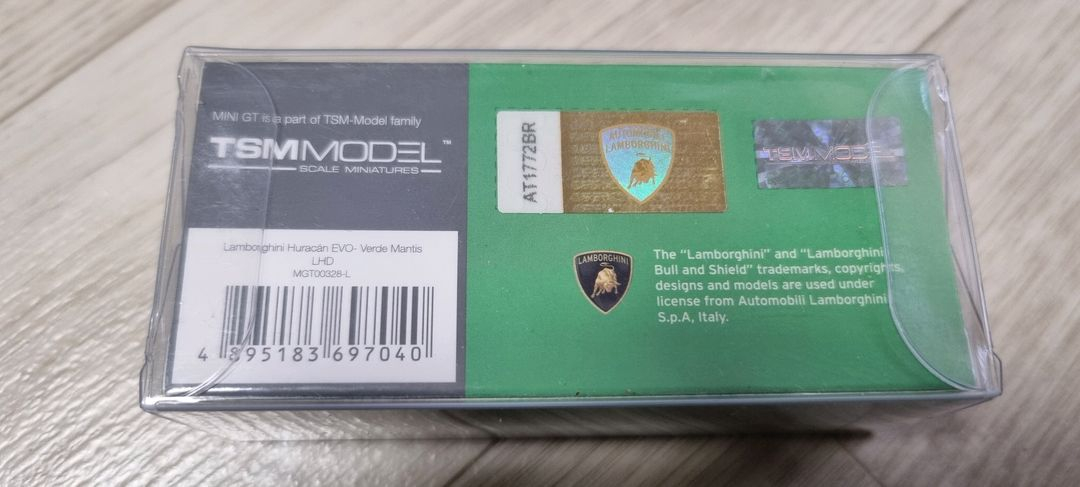 MINI GT is a part of TSM-Model family
TSMMODEL™
SCALE MINIATURES
Lamborghini Huracán EVO- Verde Mantis
LHD
MGT00328-L
4 895183 697040
AT1772BR
AUTOMOBILI
LAMBORGHINI
TSMMODEL
LAMBORGHINI
The “Lamborghini” and “Lamborghini
Bull and Shield” trademarks, copyrights,
designs and models are used under
license from Automobili Lamborghini
S.p.A, Italy.